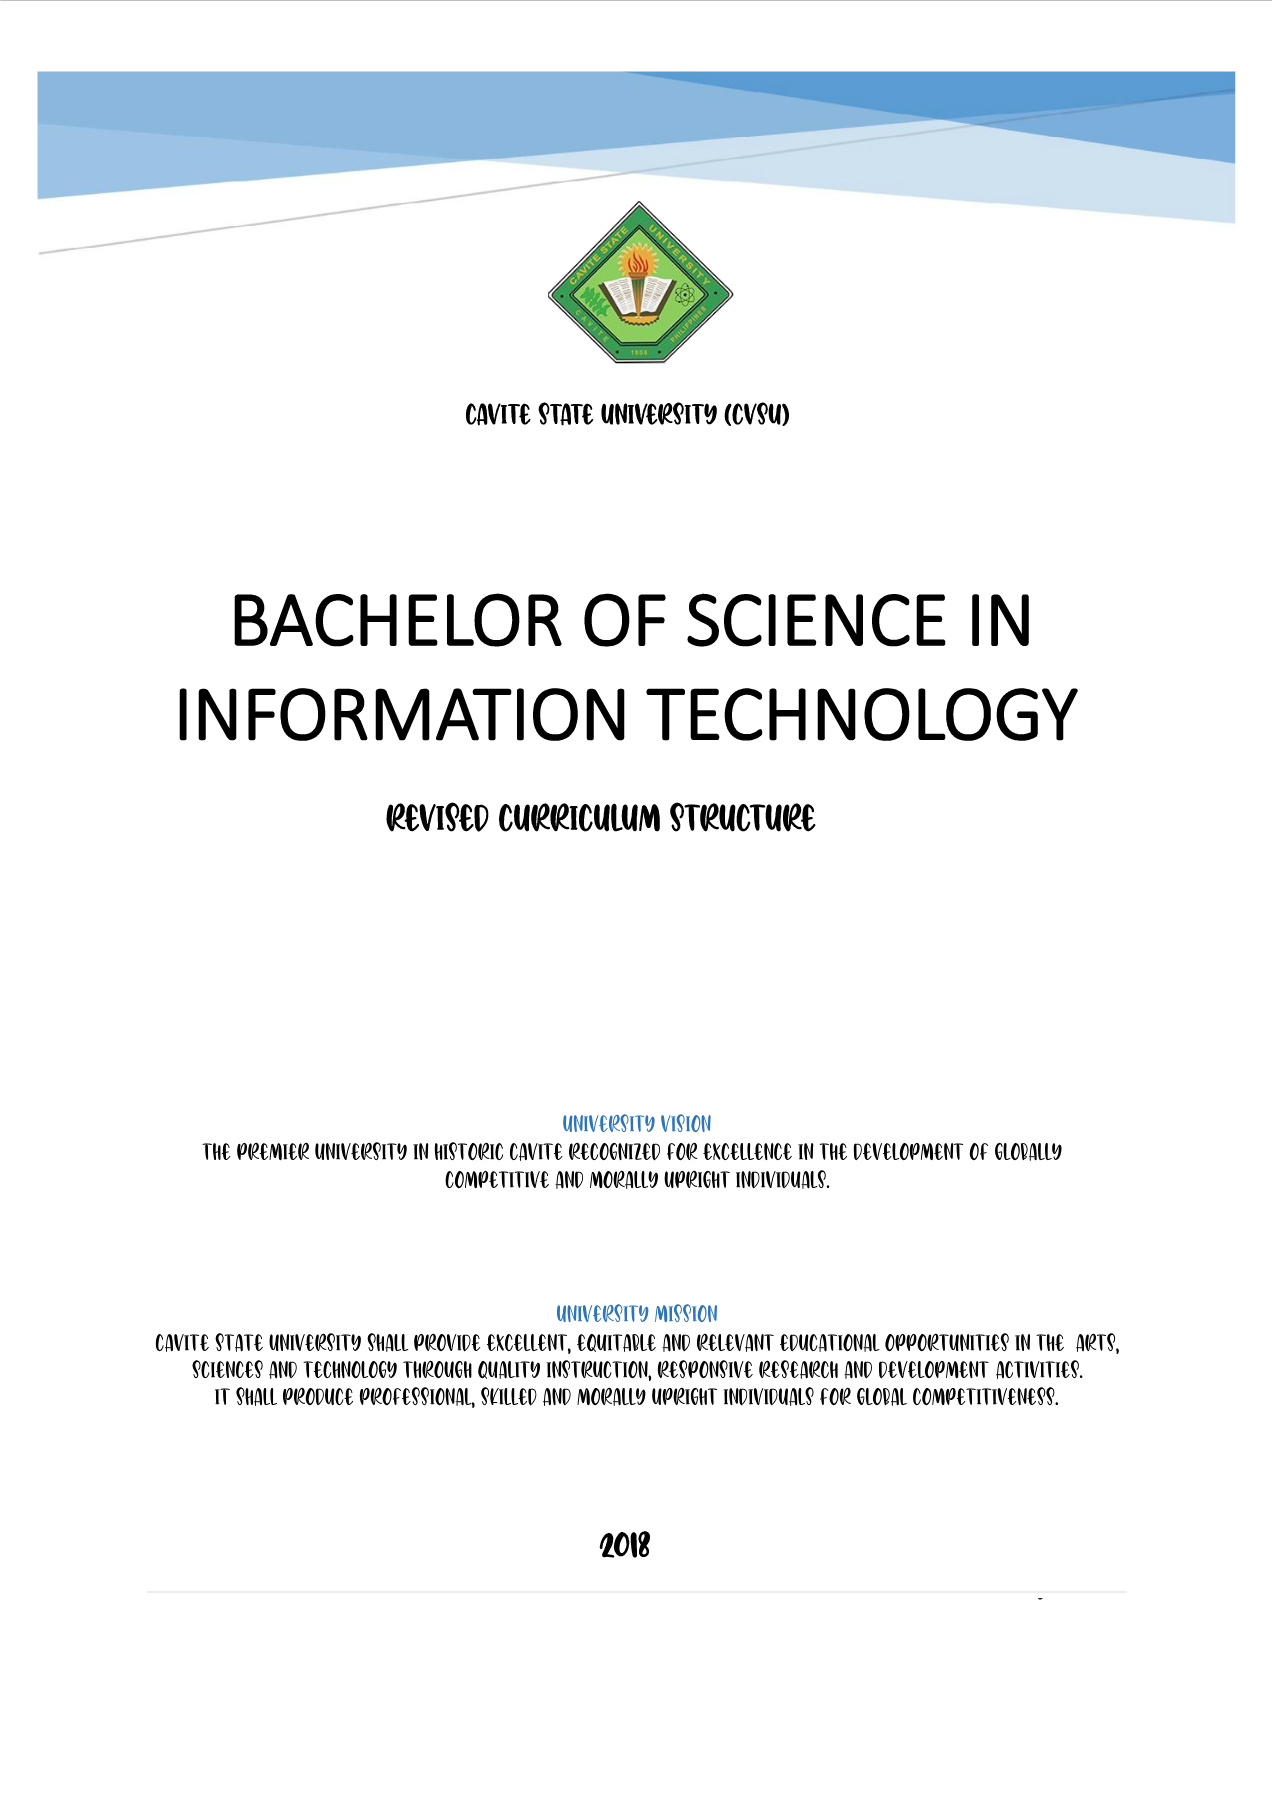 CAVITE STATE UNIVERSITY
CAVITE PHILIPPINES
1906
CAVITE STATE UNIVERSITY (CVSU)
BACHELOR OF SCIENCE IN
INFORMATION TECHNOLOGY
REVISED CURRICULUM STRUCTURE
UNIVERSITY VISION
THE PREMIER UNIVERSITY IN HISTORIC CAVITE RECOGNIZED FOR EXCELLENCE IN THE DEVELOPMENT OF GLOBALLY
COMPETITIVE AND MORALLY UPRIGHT INDIVIDUALS.
UNIVERSITY MISSION
CAVITE STATE UNIVERSITY SHALL PROVIDE EXCELLENT, EQUITABLE AND RELEVANT EDUCATIONAL OPPORTUNITIES IN THE ARTS,
SCIENCES AND TECHNOLOGY THROUGH QUALITY INSTRUCTION, RESPONSIVE RESEARCH AND DEVELOPMENT ACTIVITIES.
IT SHALL PRODUCE PROFESSIONAL, SKILLED AND MORALLY UPRIGHT INDIVIDUALS FOR GLOBAL COMPETITIVENESS.
2018